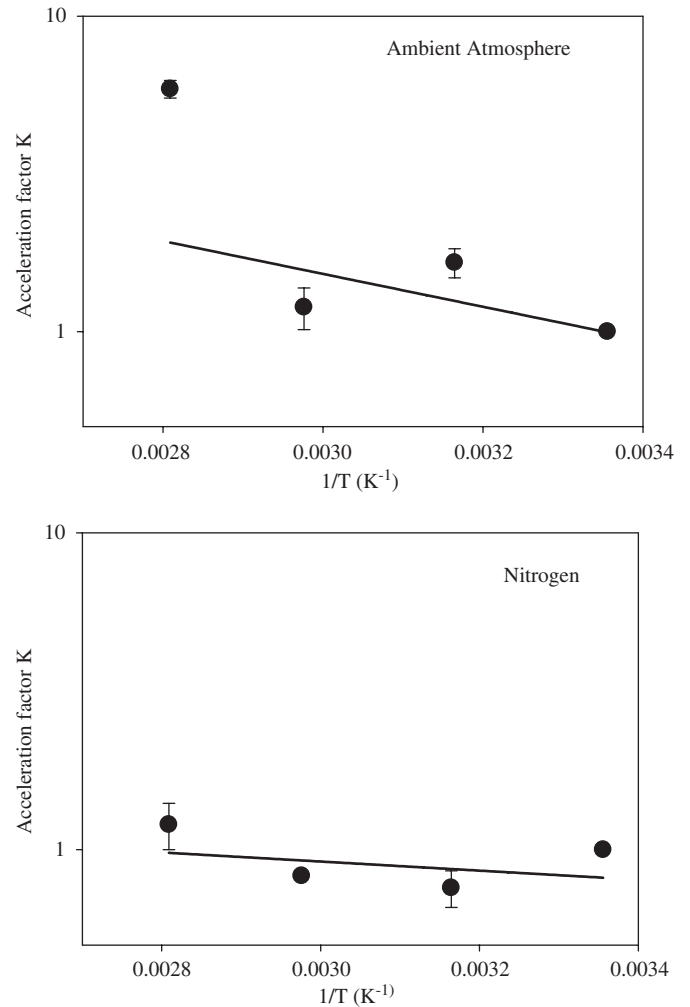 10
Ambient Atmosphere
Acceleration factor K
1
0.0028 0.0030 0.0032 0.0034
1/T (K⁻¹)
10
Nitrogen
Acceleration factor K
1
0.0028 0.0030 0.0032 0.0034
1/T (K⁻¹)